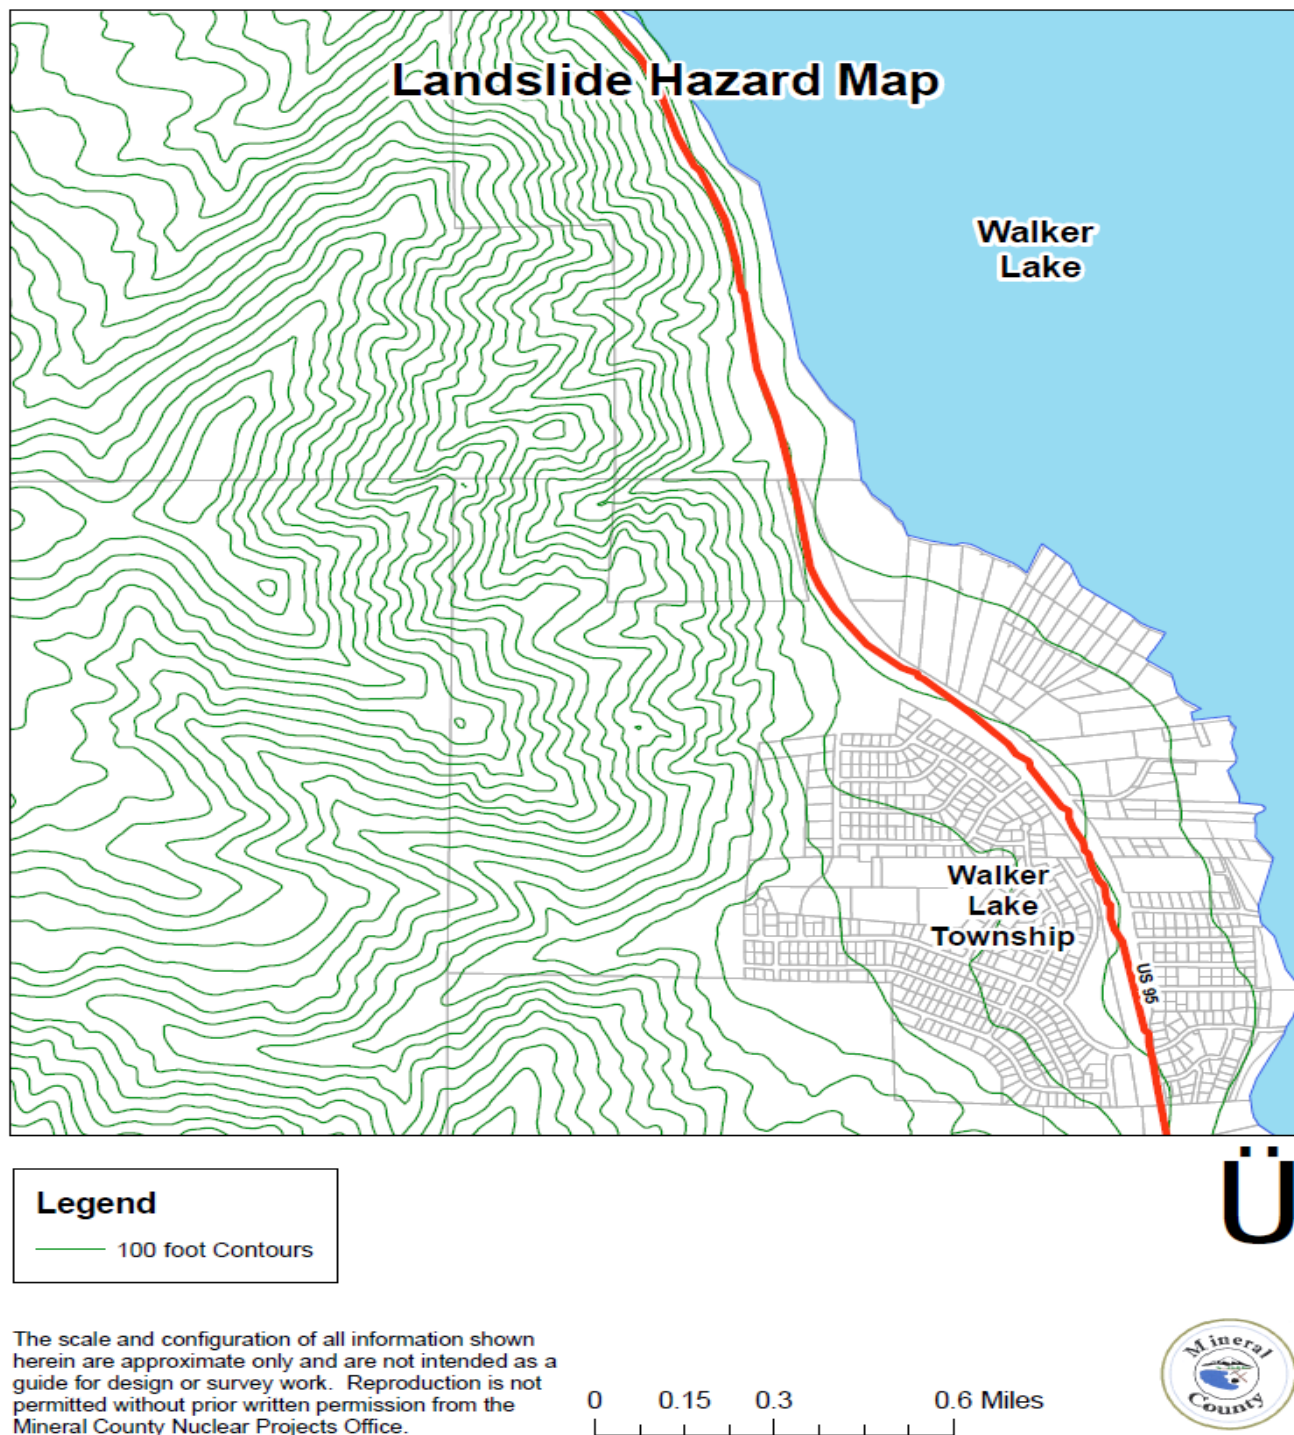 Landslide Hazard Map
Walker
Lake
Walker
Lake
Township
US 95
Legend
100 foot Contours
Ü
The scale and configuration of all information shown
herein are approximate only and are not intended as a
guide for design or survey work. Reproduction is not
permitted without prior written permission from the
Mineral County Nuclear Projects Office.
0 0.15 0.3 0.6 Miles
Mineral
County